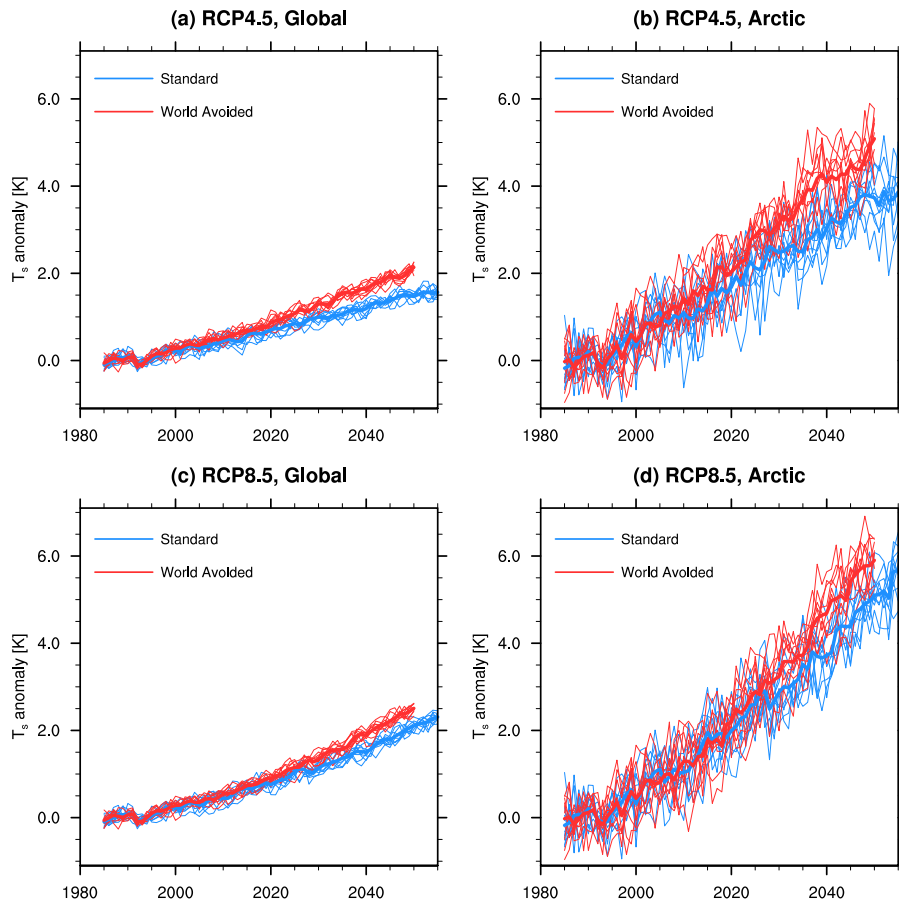 (a) RCP4.5, Global
Standard
World Avoided
6.0
4.0
2.0
0.0
Ts anomaly [K]
1980 2000 2020 2040
(b) RCP4.5, Arctic
Standard
World Avoided
6.0
4.0
2.0
0.0
Ts anomaly [K]
1980 2000 2020 2040
(c) RCP8.5, Global
Standard
World Avoided
6.0
4.0
2.0
0.0
Ts anomaly [K]
1980 2000 2020 2040
(d) RCP8.5, Arctic
Standard
World Avoided
6.0
4.0
2.0
0.0
Ts anomaly [K]
1980 2000 2020 2040